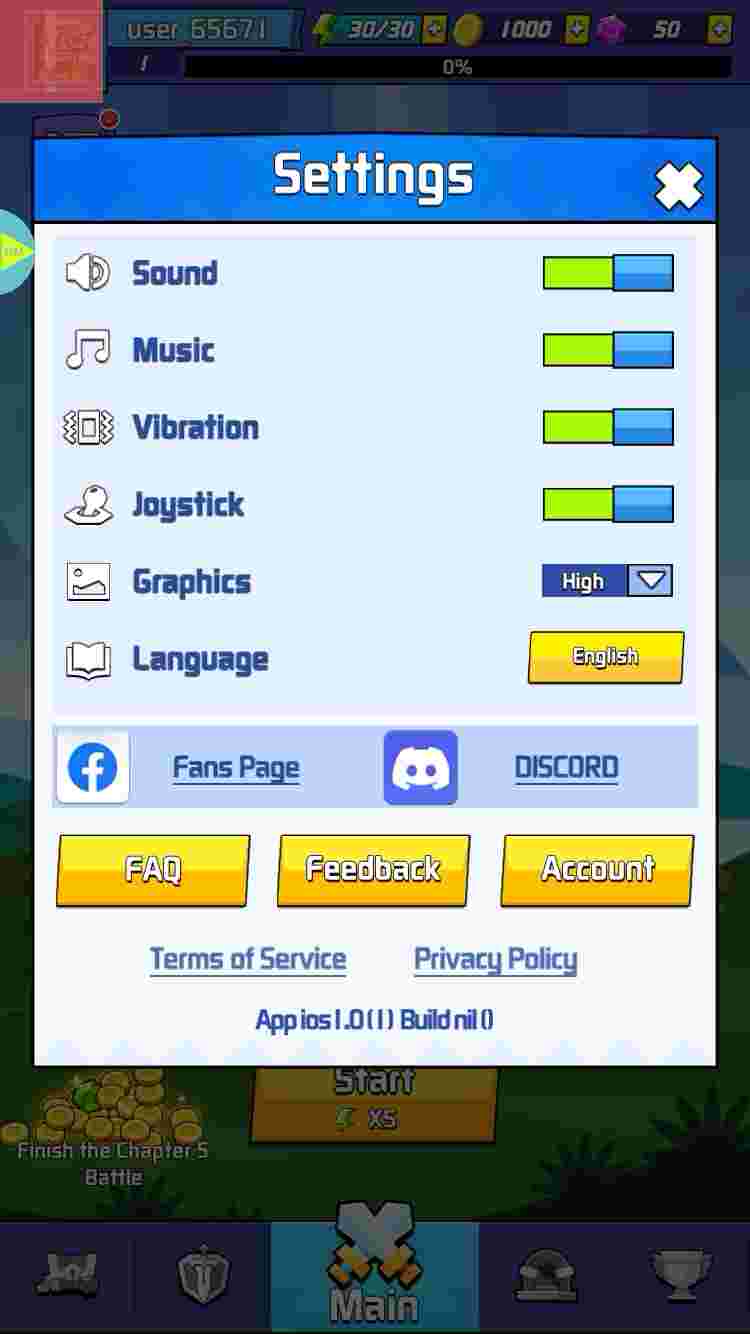 user 65671 30/30 1000 50
1 0%
Settings
Sound
Music
Vibration
Joystick
Graphics High
Language English
Fans Page DISCORD
FAQ Feedback Account
Terms of Service Privacy Policy
App ios1.0(1) Build nil()
Start
X5
Finish the Chapter 5
Battle
Main